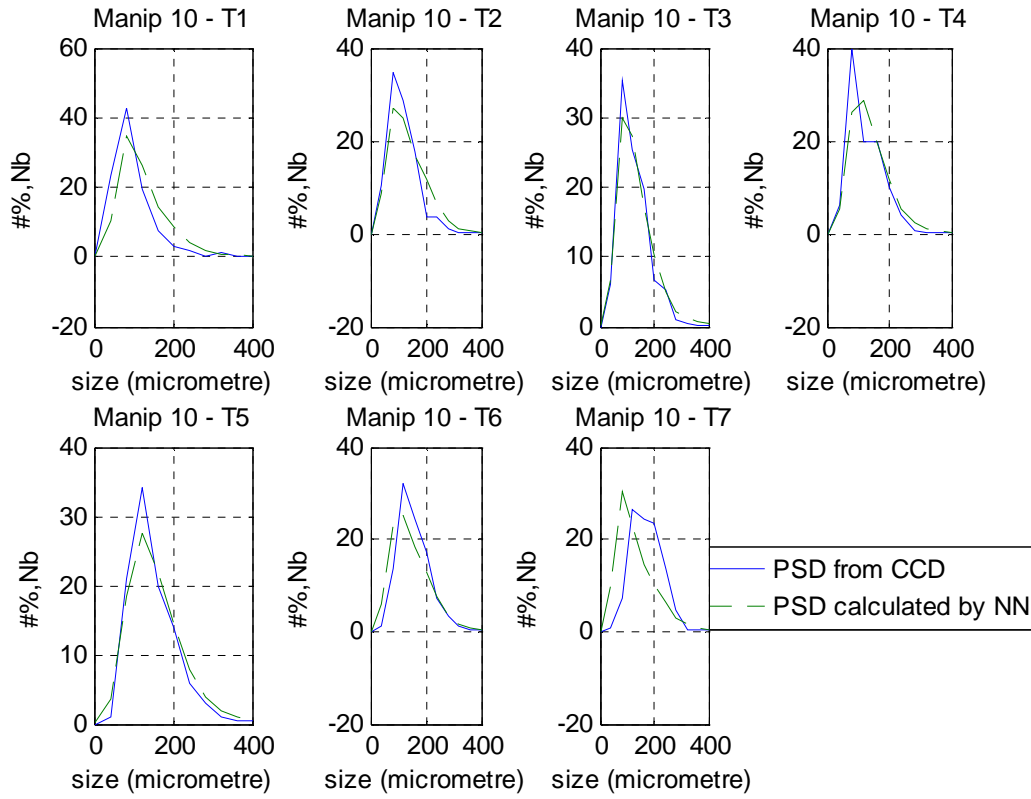 Manip 10 - T1
Manip 10 - T2
Manip 10 - T3
Manip 10 - T4
60
40
20
0
-20
#%,Nb
0 200 400
size (micrometre)
40
20
0
-20
#%,Nb
0 200 400
size (micrometre)
40
30
20
10
0
#%,Nb
0 200 400
size (micrometre)
40
20
0
-20
#%,Nb
0 200 400
size (micrometre)
Manip 10 - T5
Manip 10 - T6
Manip 10 - T7
40
30
20
10
0
#%,Nb
0 200 400
size (micrometre)
40
20
0
-20
#%,Nb
0 200 400
size (micrometre)
40
20
0
-20
#%,Nb
0 200 400
size (micrometre)
PSD from CCD
PSD calculated by NN